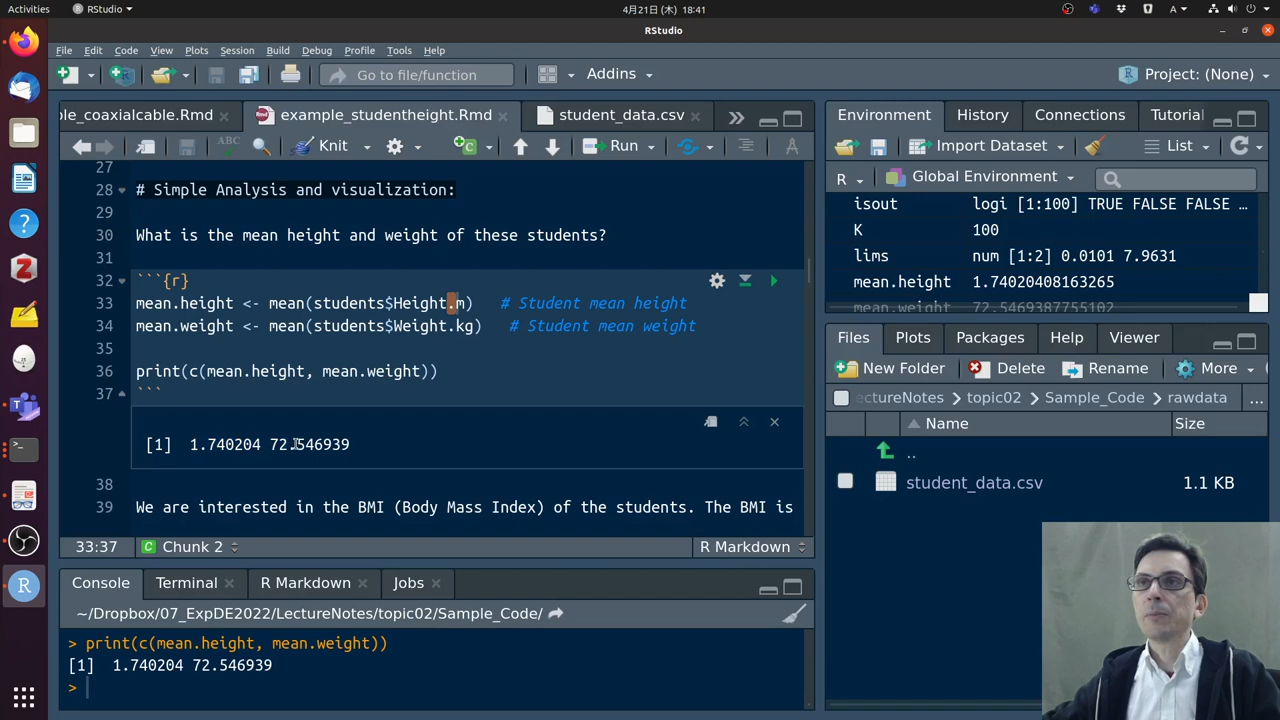 Activities RStudio 4月21日 (木) 18:41 A
RStudio
File Edit Code View Plots Session Build Debug Profile Tools Help
Go to file/function Addins Project: (None)
ple_coaxialcable.Rmd example_studentheight.Rmd student_data.csv
ABC Knit Run
27
28 # Simple Analysis and visualization:
29
30 What is the mean height and weight of these students?
31
32 ```{r}
33 mean.height <- mean(students$Height.m) # Student mean height
34 mean.weight <- mean(students$Weight.kg) # Student mean weight
35
36 print(c(mean.height, mean.weight))
37 ```
[1] 1.740204 72.546939
38
39 We are interested in the BMI (Body Mass Index) of the students. The BMI is
33:37 Chunk 2 R Markdown
Console Terminal R Markdown Jobs
~/Dropbox/07_ExpDE2022/LectureNotes/topic02/Sample_Code/
> print(c(mean.height, mean.weight))
[1] 1.740204 72.546939
>
Environment History Connections Tutorial
Import Dataset List
R Global Environment
isout logi [1:100] TRUE FALSE FALSE …
K 100
lims num [1:2] 0.0101 7.9631
mean.height 1.74020408163265
mean.weight 72.5469387755102
Files Plots Packages Help Viewer
New Folder Delete Rename More
ectureNotes topic02 Sample_Code rawdata ...
Name Size
..
student_data.csv 1.1 KB